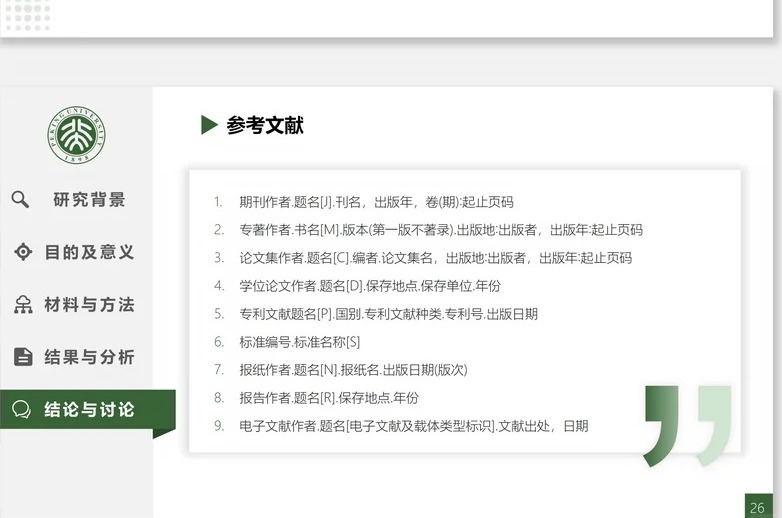 PEKING UNIVERSITY
1898
研究背景
目的及意义
材料与方法
结果与分析
结论与讨论
参考文献
1. 期刊作者.题名[J].刊名，出版年，卷(期):起止页码
2. 专著作者.书名[M].版本(第一版不著录).出版地:出版者，出版年:起止页码
3. 论文集作者.题名[C].编者.论文集名，出版地:出版者，出版年:起止页码
4. 学位论文作者.题名[D].保存地点.保存单位.年份
5. 专利文献题名[P].国别.专利文献种类.专利号.出版日期
6. 标准编号.标准名称[S]
7. 报纸作者.题名[N].报纸名.出版日期(版次)
8. 报告作者.题名[R].保存地点.年份
9. 电子文献作者.题名[电子文献及载体类型标识].文献出处，日期
26